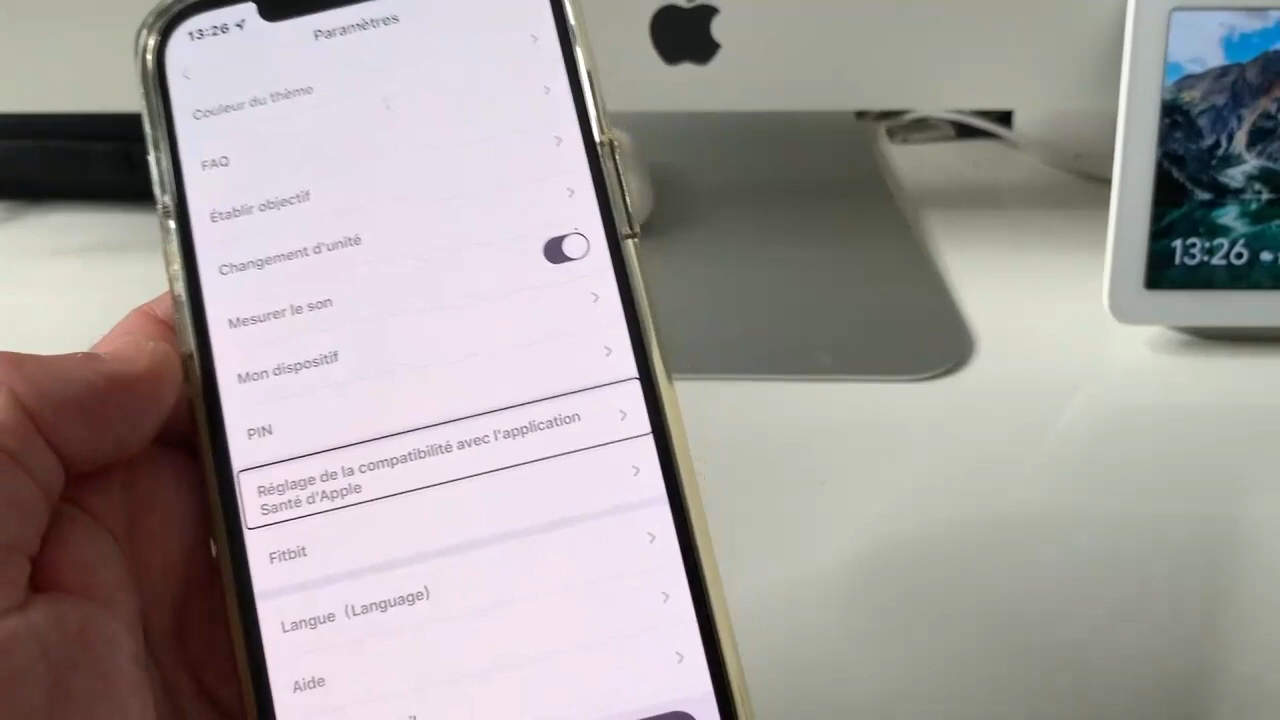 13:26
Paramètres
Couleur du thème
FAQ
Établir objectif
Changement d'unité
Mesurer le son
Mon dispositif
PIN
Réglage de la compatibilité avec l'application
Santé d'Apple
Fitbit
Langue (Language)
Aide
13:26